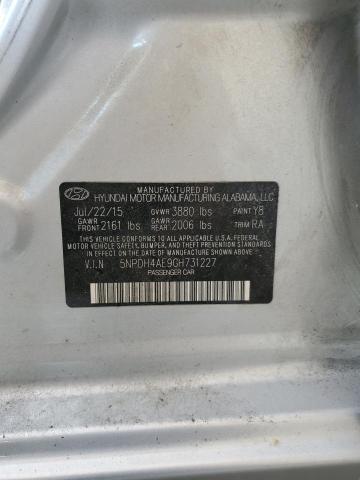 MANUFACTURED BY
HYUNDAI MOTOR MANUFACTURING ALABAMA, LLC
Jul/22/15 GVWR 3880 lbs PAINT Y8
GAWR FRONT 2161 lbs GAWR REAR 2006 lbs TRIM RA
THIS VEHICLE CONFORMS TO ALL APPLICABLE U.S.A. FEDERAL
MOTOR VEHICLE SAFETY, BUMPER, AND THEFT PREVENTION
STANDARDS IN EFFECT ON THE DATE OF MANUFACTURE SHOWN ABOVE.
V.I.N 5NPDH4AE9GH731227
PASSENGER CAR